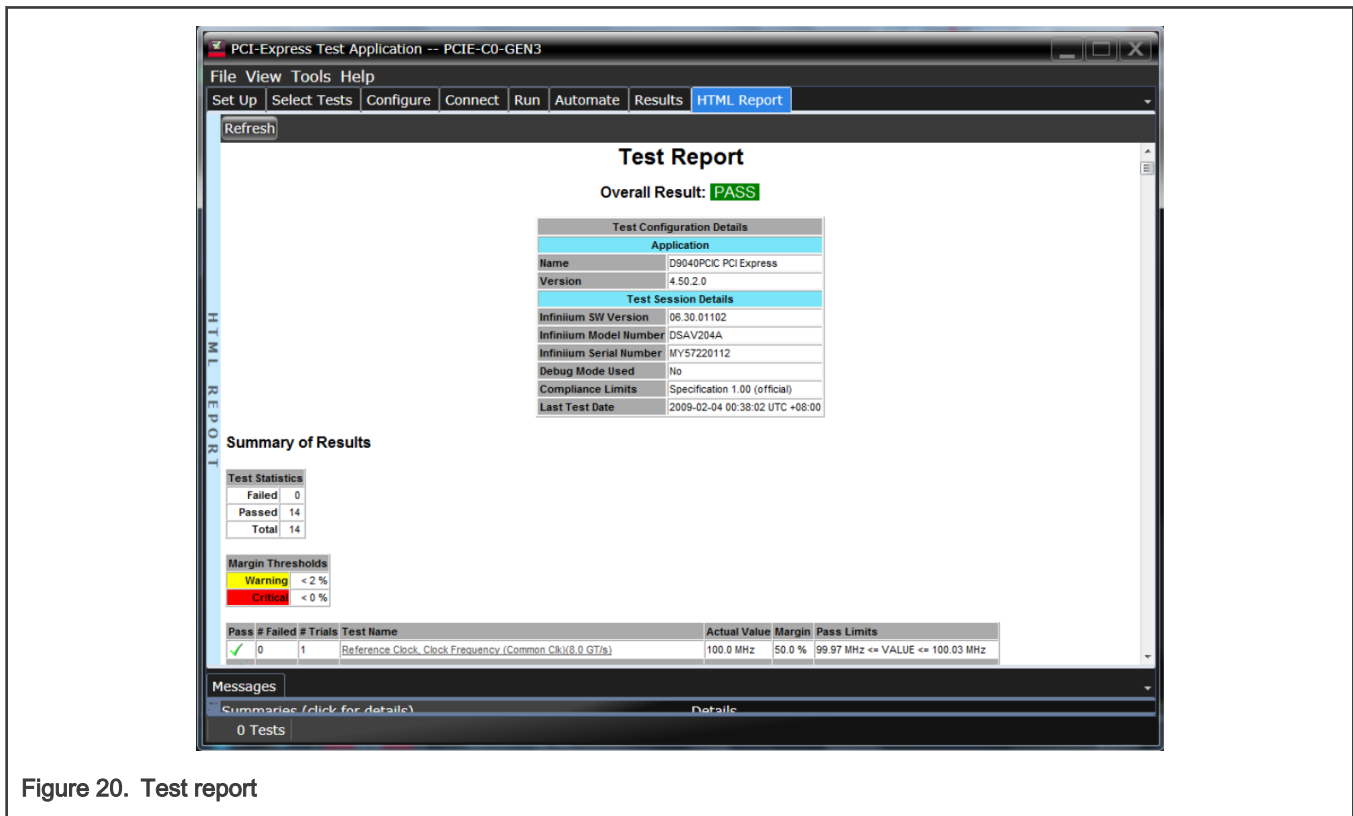 PCI-Express Test Application -- PCIE-C0-GEN3
File View Tools Help
Set Up Select Tests Configure Connect Run Automate Results HTML Report
Refresh
HTML REPORT
Test Report
Overall Result: PASS
Test Configuration Details
Application
Name D9040PCIC PCI Express
Version 4.50.2.0
Test Session Details
Infiniium SW Version 06.30.01102
Infiniium Model Number DSAV204A
Infiniium Serial Number MY57220112
Debug Mode Used No
Compliance Limits Specification 1.00 (official)
Last Test Date 2009-02-04 00:38:02 UTC +08:00
Summary of Results
Test Statistics
Failed 0
Passed 14
Total 14
Margin Thresholds
Warning < 2 %
Critical < 0 %
Pass # Failed # Trials Test Name Actual Value Margin Pass Limits
0 1 Reference Clock, Clock Frequency (Common Clk)(8.0 GT/s) 100.0 MHz 50.0 % 99.97 MHz <= VALUE <= 100.03 MHz
Messages
Summaries (click for details) Details
0 Tests
Figure 20. Test report